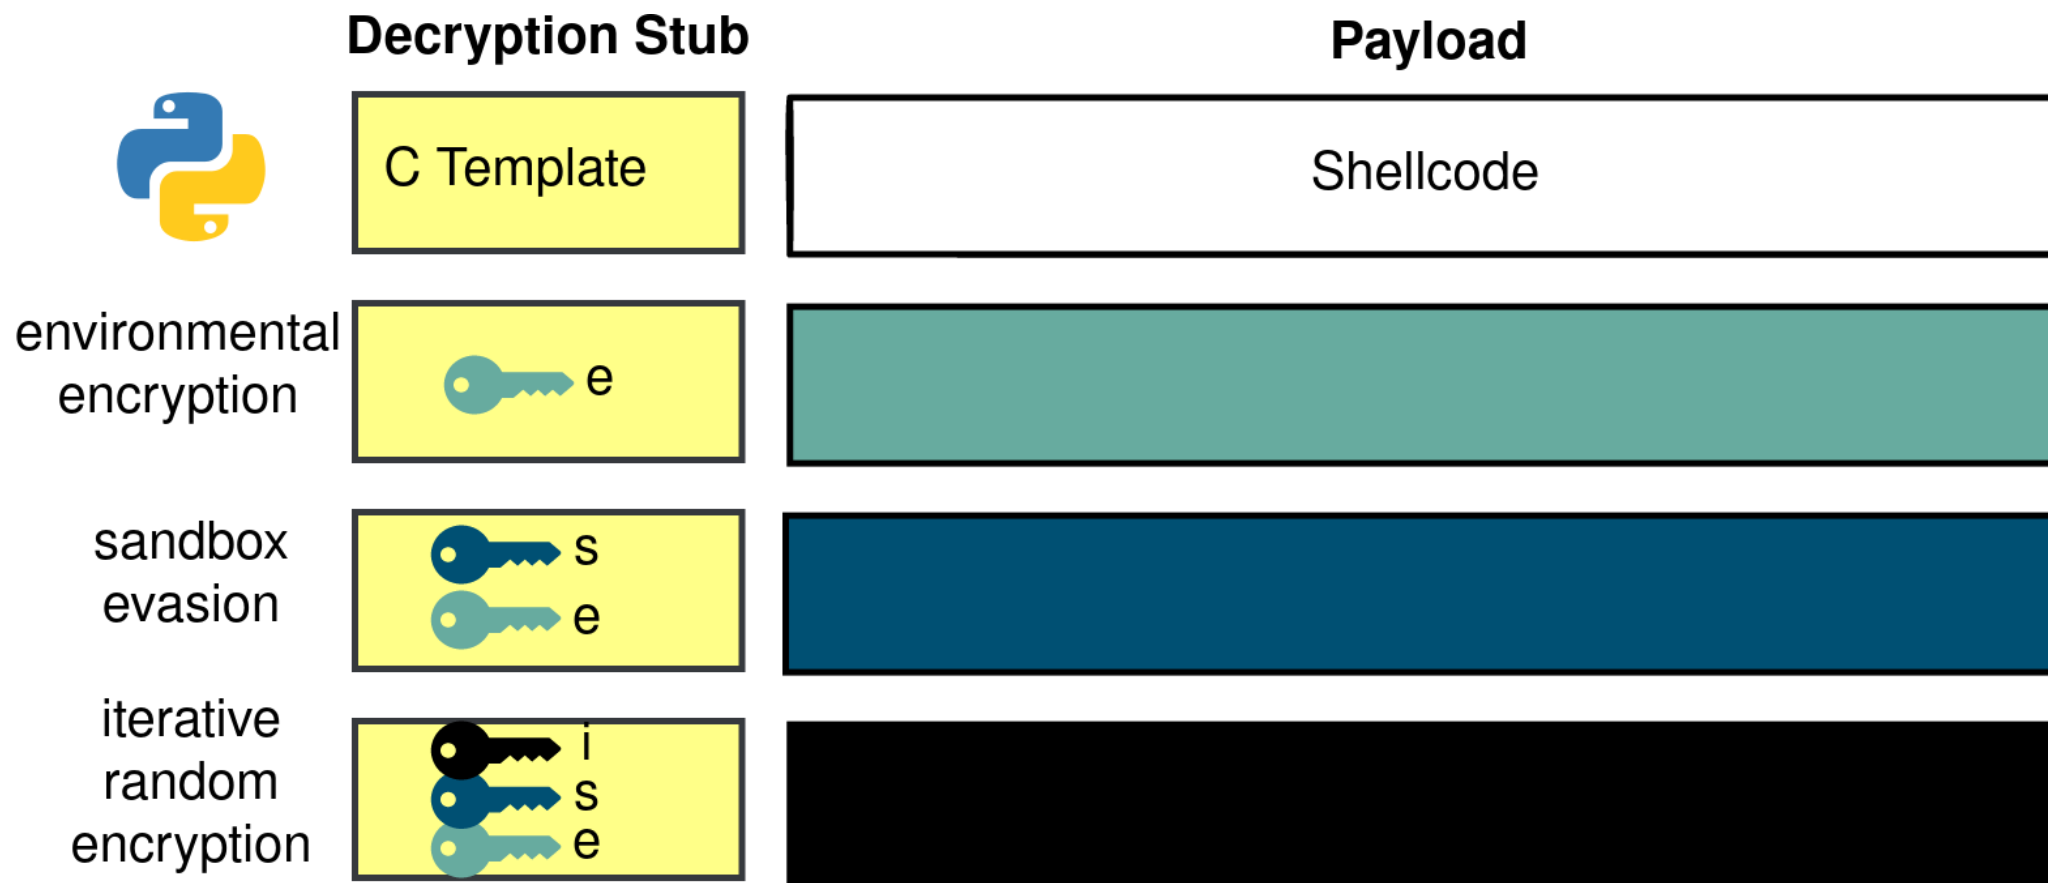 Decryption Stub
Payload
C Template
Shellcode
environmental
encryption
e
sandbox
evasion
s
e
iterative
random
encryption
i
s
e